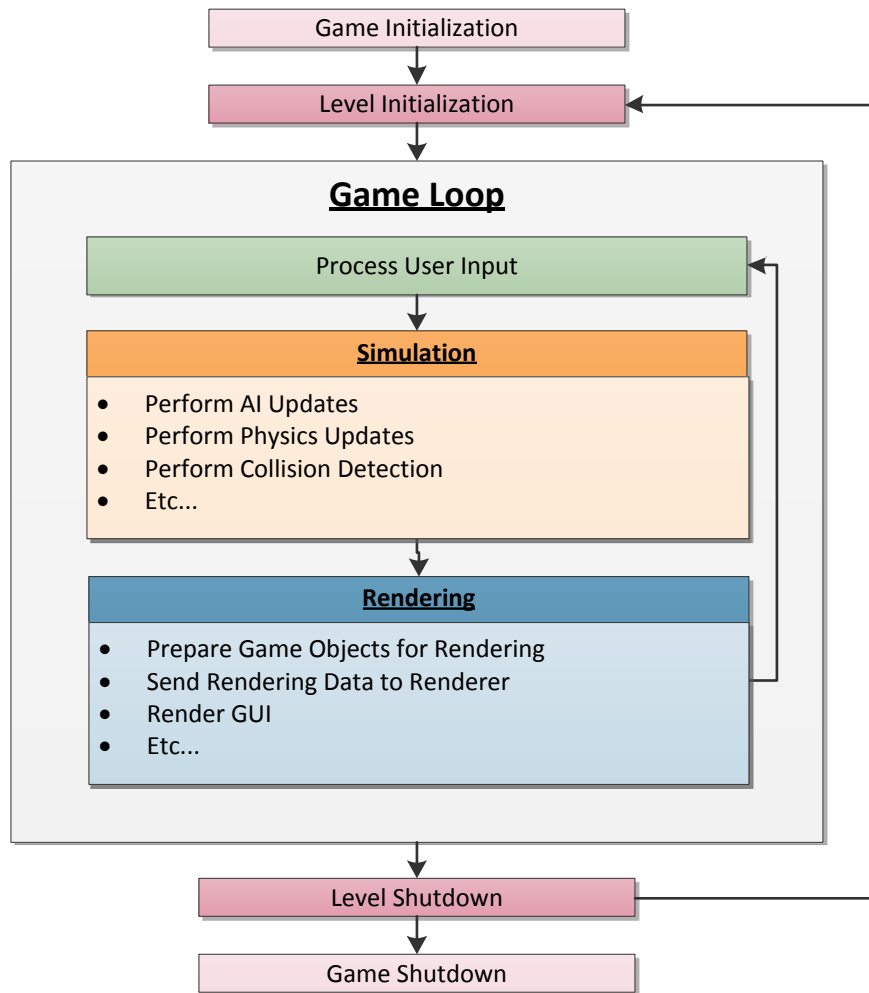 Game Initialization
Level Initialization
Game Loop
Process User Input
Simulation
• Perform AI Updates
• Perform Physics Updates
• Perform Collision Detection
• Etc...
Rendering
• Prepare Game Objects for Rendering
• Send Rendering Data to Renderer
• Render GUI
• Etc...
Level Shutdown
Game Shutdown